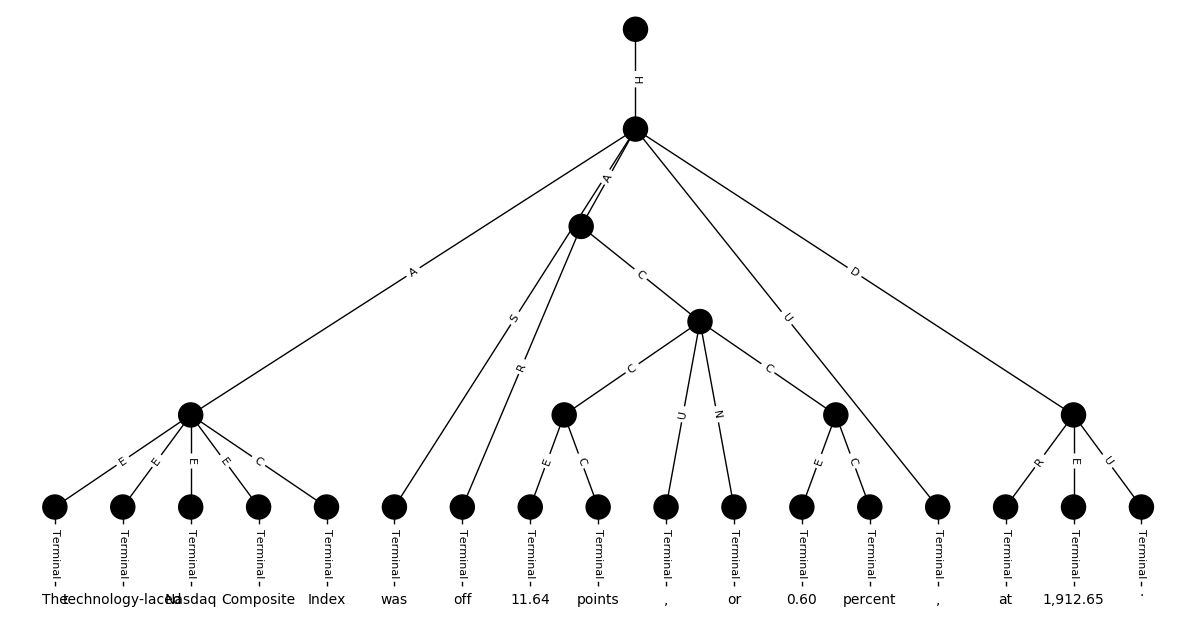 H
A
A
S
R
C
U
D
C
U
N
C
E E E E C E C E C R E U
Terminal Terminal Terminal Terminal Terminal Terminal Terminal Terminal Terminal Terminal Terminal Terminal Terminal Terminal Terminal Terminal Terminal
The technology-laced Nasdaq Composite Index was off 11.64 points , or 0.60 percent , at 1,912.65 .